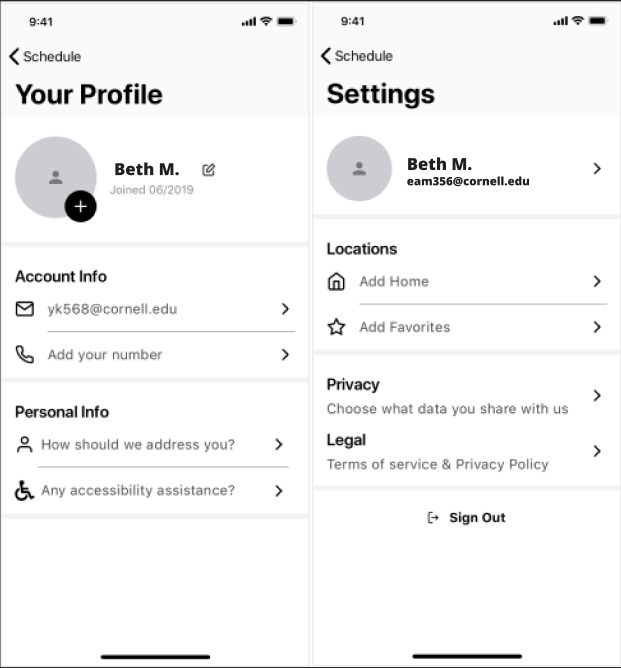 9:41
Schedule
Your Profile
Beth M.
Joined 06/2019
Account Info
yk568@cornell.edu
Add your number
Personal Info
How should we address you?
Any accessibility assistance?
9:41
Schedule
Settings
Beth M.
eam356@cornell.edu
Locations
Add Home
Add Favorites
Privacy
Choose what data you share with us
Legal
Terms of service & Privacy Policy
Sign Out